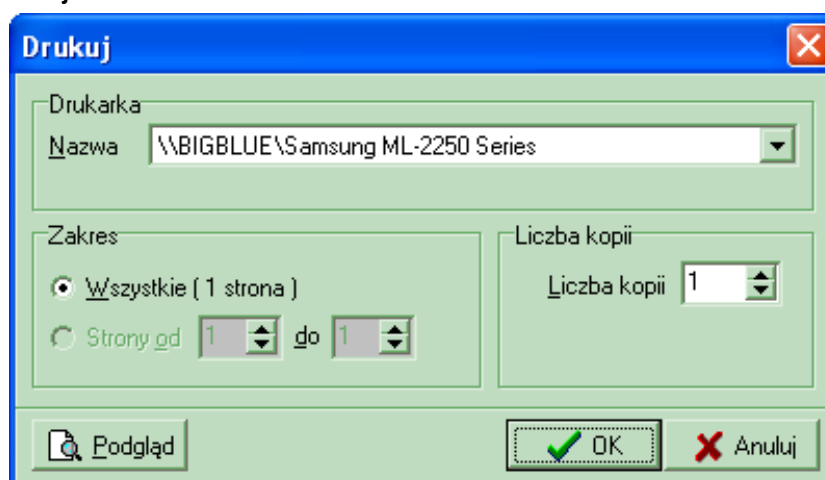 Drukuj
Drukarka
Nazwa \\BIGBLUE\Samsung ML-2250 Series
Zakres
Wszystkie ( 1 strona )
Strony od 1 do 1
Liczba kopii
Liczba kopii 1
Podgląd
OK
Anuluj